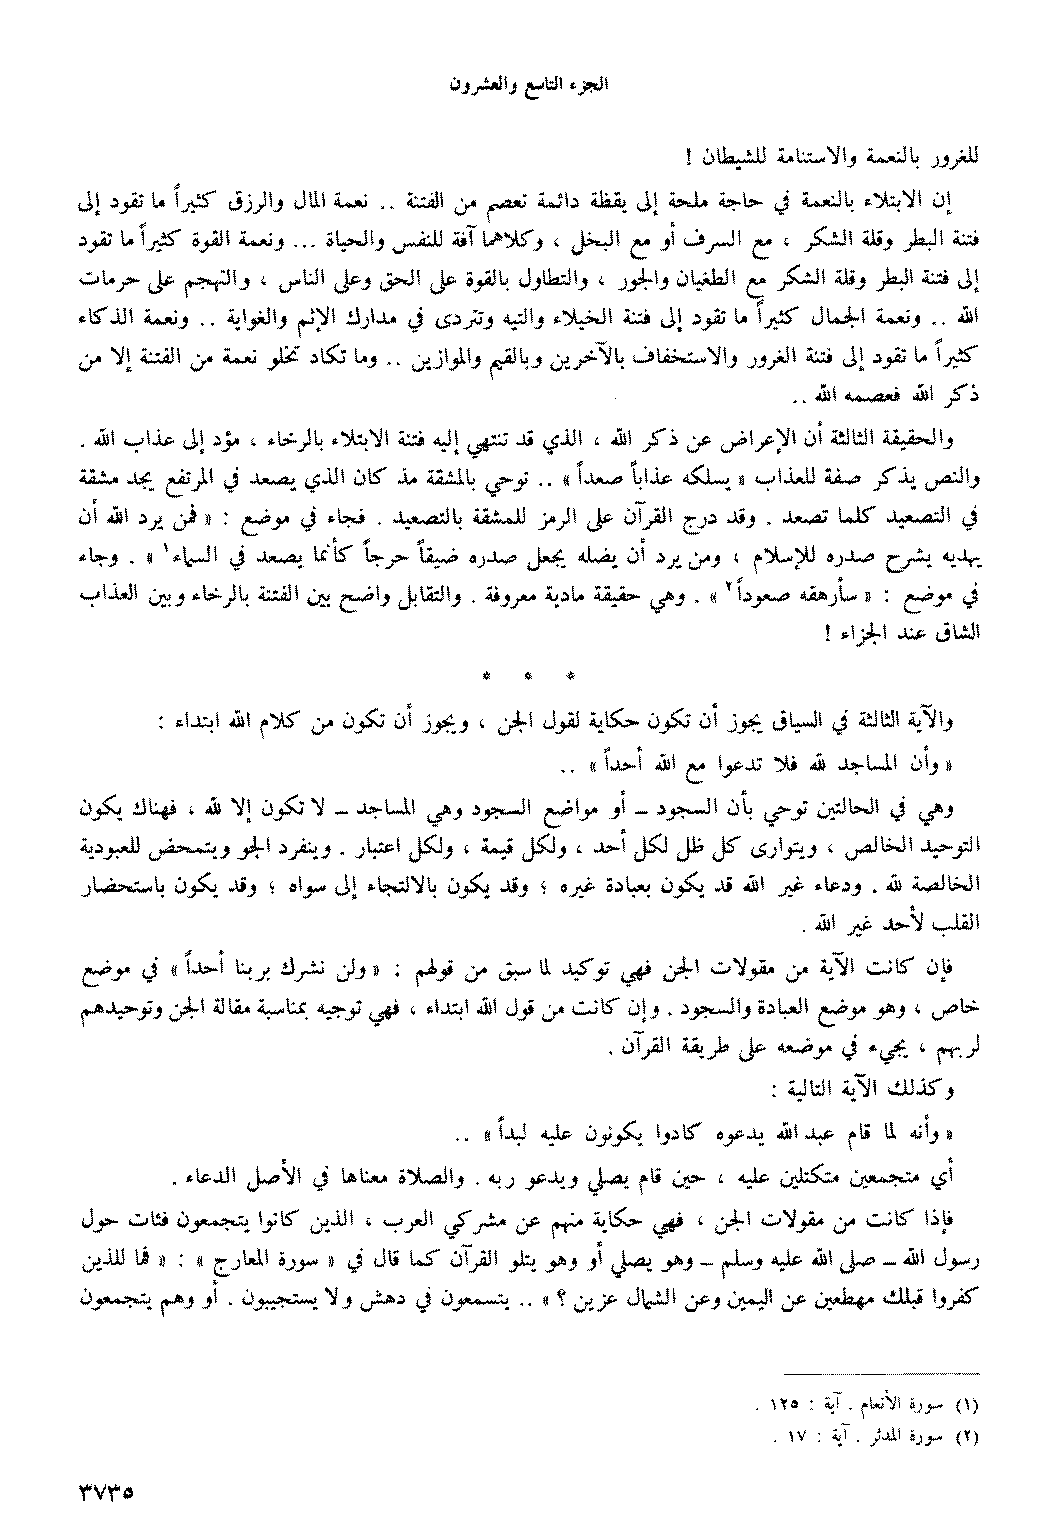 الجزء التاسع والعشرون
للغرور بالنعمة والاستنامة للشيطان !
إن الابتلاء بالنعمة في حاجة ملحة إلى يقظة دائمة تعصم من الفتنة .. نعمة المال والرزق كثيراً ما تقود إلى
فتنة البطر وقلة الشكر ، مع السرف أو مع البخل ، وكلاهما آفة للنفس والحياة ... ونعمة القوة كثيراً ما تقود
إلى فتنة البطر وقلة الشكر مع الطغيان والجور ، والتطاول بالقوة على الحق وعلى الناس ، والتهجم على حرمات
الله .. ونعمة الجمال كثيراً ما تقود إلى فتنة الخيلاء والتيه وتتردى في مدارك الإثم والغواية .. ونعمة الذكاء
كثيراً ما تقود إلى فتنة الغرور والاستخفاف بالآخرين وبالقيم والموازين .. وما تكاد تخلو نعمة من الفتنة إلا من
ذكر الله فعصمه الله ..
والحقيقة الثالثة أن الإعراض عن ذكر الله ، الذي قد تنتهي إليه فتنة الابتلاء بالرخاء ، مؤد إلى عذاب الله .
والنص يذكر صفة للعذاب « يسلكه عذاباً صعداً » .. توحي بالمشقة مذ كان الذي يصعد في المرتفع يجد مشقة
في التصعيد كلما تصعد . وقد درج القرآن على الرمز للمشقة بالتصعيد . فجاء في موضع : « فمن يرد الله أن
يهديه يشرح صدره للإسلام ، ومن يرد أن يضله يجعل صدره ضيقاً حرجاً كأنما يصعد في السماء١ » . وجاء
في موضع : « سأرهقه صعوداً٢ » . وهي حقيقة مادية معروفة . والتقابل واضح بين الفتنة بالرخاء وبين العذاب
الشاق عند الجزاء !
* * *
والآية الثالثة في السياق يجوز أن تكون حكاية لقول الجن ، ويجوز أن تكون من كلام الله ابتداء :
« وأن المساجد لله فلا تدعوا مع الله أحداً » ..
وهي في الحالتين توحي بأن السجود – أو مواضع السجود وهي المساجد – لا تكون إلا لله ، فهناك يكون
التوحيد الخالص ، ويتوارى كل ظل لكل أحد ، ولكل قيمة ، ولكل اعتبار . وينفرد الجو ويتمحض للعبودية
الخالصة لله . ودعاء غير الله قد يكون بعبادة غيره ؛ وقد يكون بالالتجاء إلى سواه ؛ وقد يكون باستحضار
القلب لأحد غير الله .
فإن كانت الآية من مقولات الجن فهي توكيد لما سبق من قولهم : « ولن نشرك بربنا أحداً » في موضع
خاص ، وهو موضع العبادة والسجود . وإن كانت من قول الله ابتداء ، فهي توجيه بمناسبة مقالة الجن وتوحيدهم
لربهم ، يجيء في موضعه على طريقة القرآن .
وكذلك الآية التالية :
« وأنه لما قام عبد الله يدعوه كادوا يكونون عليه لبداً » ..
أي متجمعين متكتلين عليه ، حين قام يصلي ويدعو ربه . والصلاة معناها في الأصل الدعاء .
فإذا كانت من مقولات الجن ، فهي حكاية منهم عن مشركي العرب ، الذين كانوا يتجمعون فئات حول
رسول الله – صلى الله عليه وسلم – وهو يصلي أو وهو يتلو القرآن كما قال في « سورة المعارج » : « فما للذين
كفروا قبلك مهطعين عن اليمين وعن الشمال عزين ؟ » .. يتسمعون في دهش ولا يستجيبون . أو وهم يتجمعون
(١) سورة الأنعام . آية : ١٢٥ .
(٢) سورة المدثر . آية : ١٧ .
٣٧٣٥